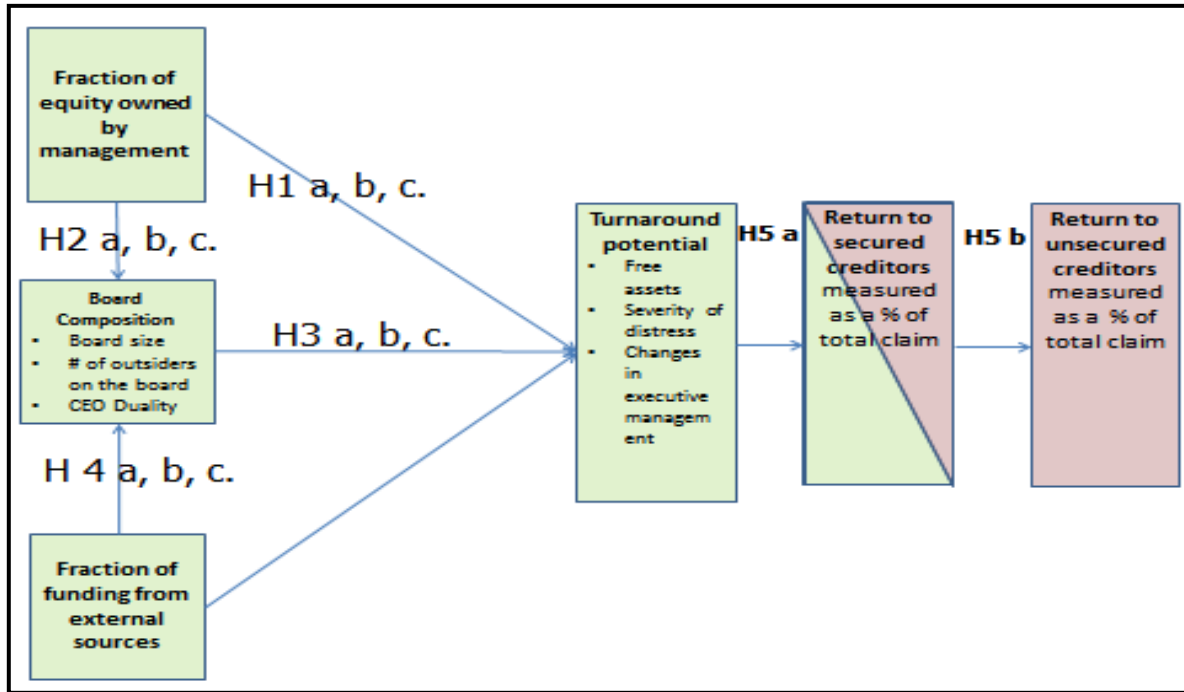 Fraction of
equity owned
by
management
H1 a, b, c.
H2 a, b, c.
Board
Composition
• Board size
• # of outsiders
on the board
• CEO Duality
H3 a, b, c.
H 4 a, b, c.
Fraction of
funding from
external
sources
Turnaround
potential
• Free
assets
• Severity of
distress
• Changes
in
executive
managem
ent
H5 a
Return to
secured
creditors
measured
as a % of
total claim
H5 b
Return to
unsecured
creditors
measured
as a % of
total claim